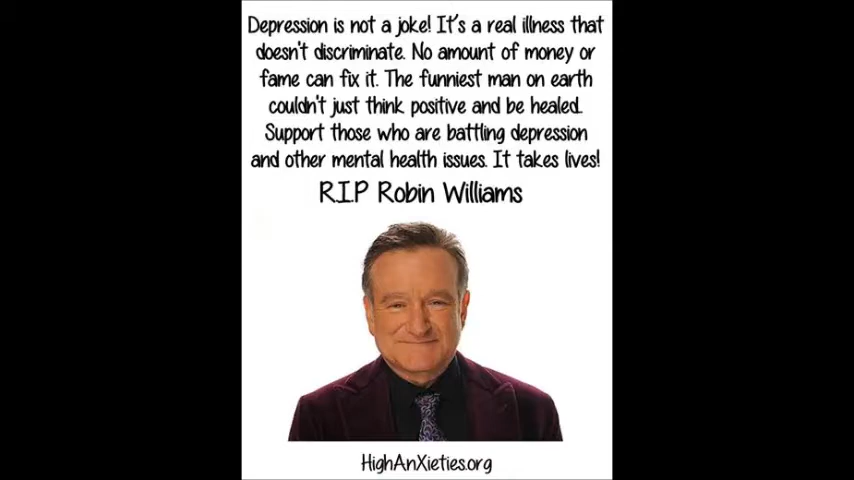 Depression is not a joke! It's a real illness that
doesn't discriminate. No amount of money or
fame can fix it. The funniest man on earth
couldn't just think positive and be healed.
Support those who are battling depression
and other mental health issues. It takes lives!
R.I.P Robin Williams
HighAnXieties.org